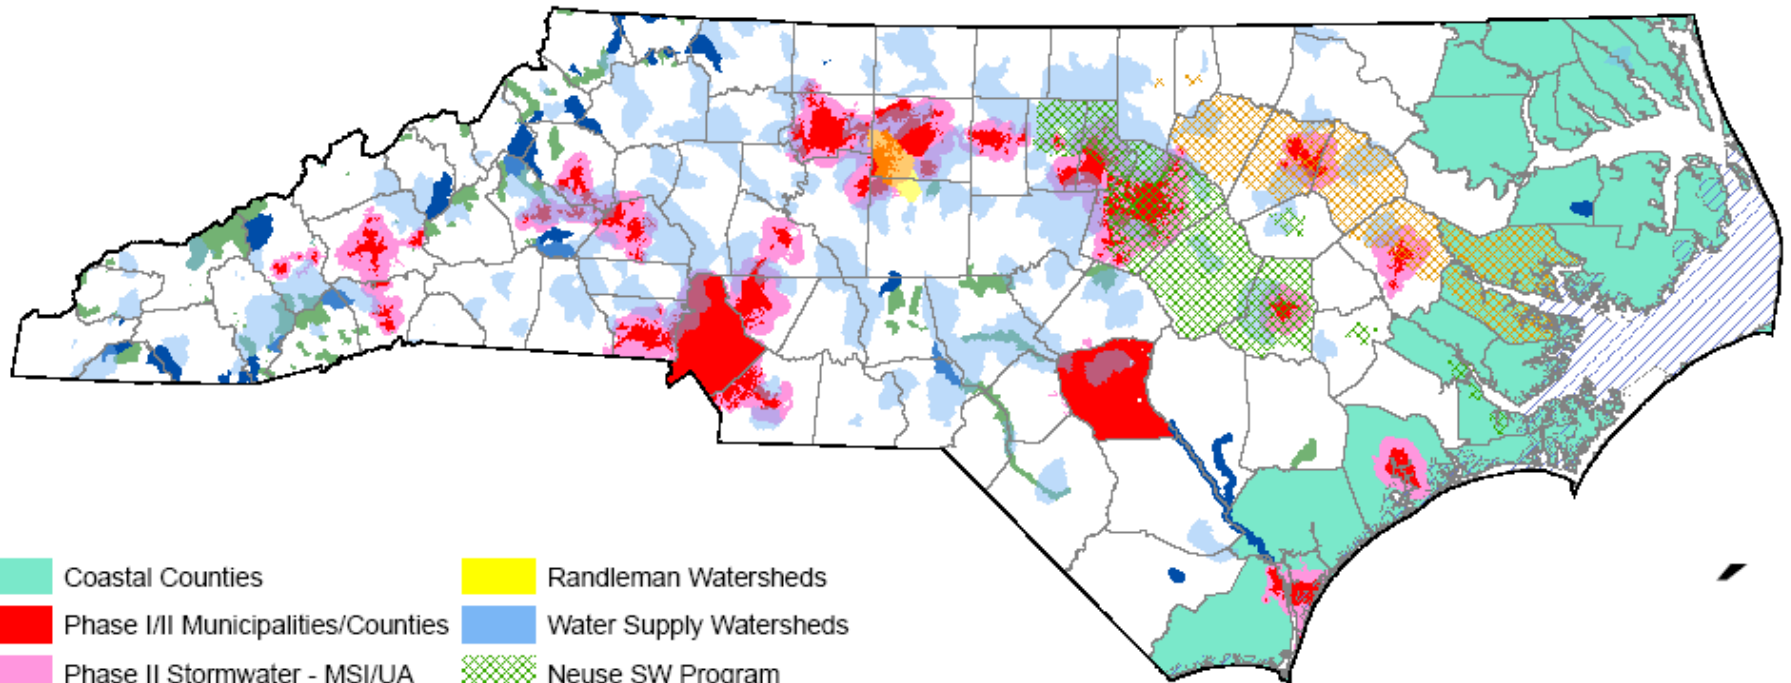 Coastal Counties
Phase I/II Municipalities/Counties
Phase II Stormwater - MSI/UA
Randleman Watersheds
Water Supply Watersheds
Neuse SW Program